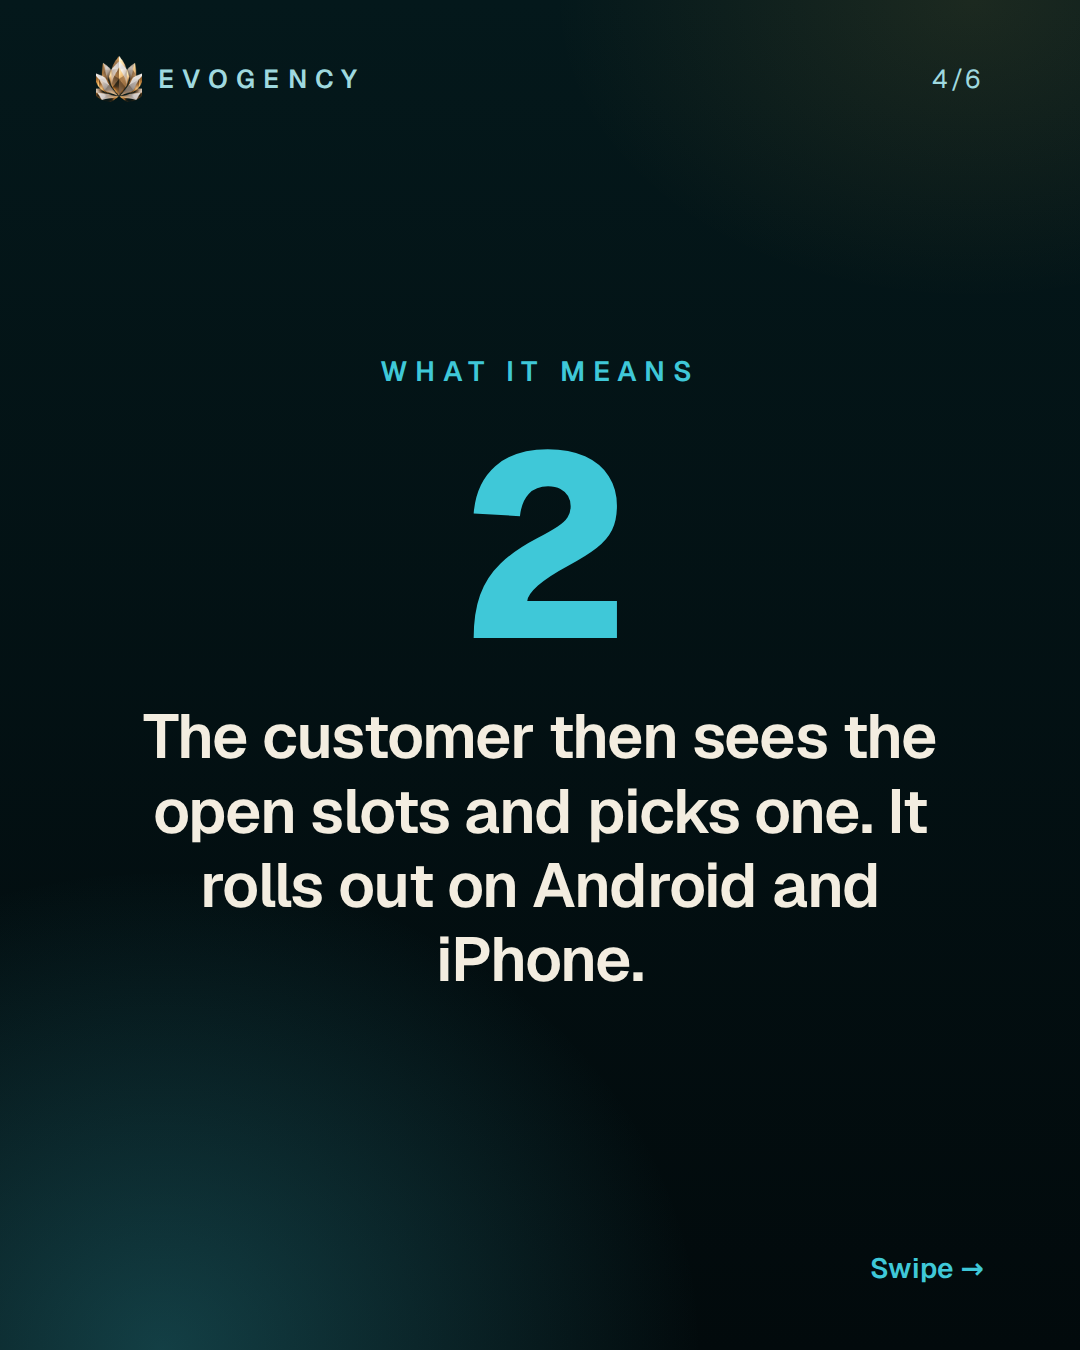 EVOGENCY
4/6
WHAT IT MEANS
2
The customer then sees the
open slots and picks one. It
rolls out on Android and
iPhone.
Swipe →